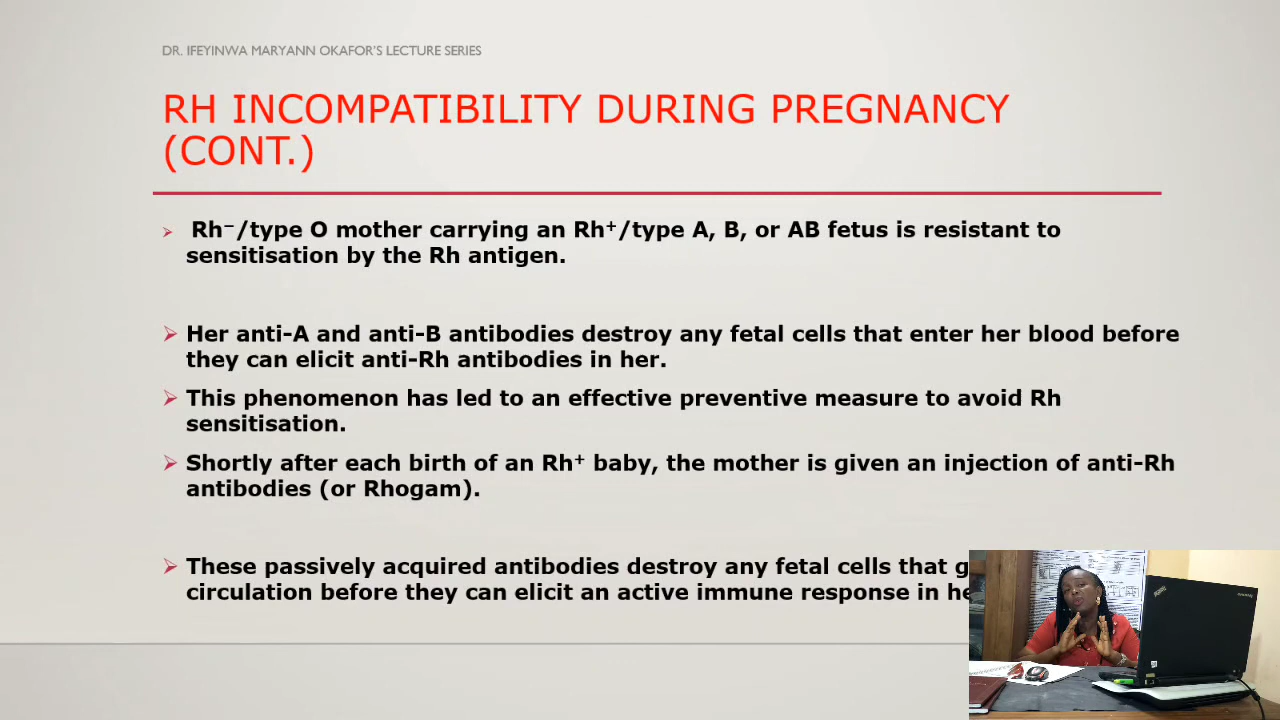 DR. IFEYINWA MARYANN OKAFOR'S LECTURE SERIES
RH INCOMPATIBILITY DURING PREGNANCY
(CONT.)
Rh⁻/type O mother carrying an Rh⁺/type A, B, or AB fetus is resistant to
sensitisation by the Rh antigen.
Her anti-A and anti-B antibodies destroy any fetal cells that enter her blood before
they can elicit anti-Rh antibodies in her.
This phenomenon has led to an effective preventive measure to avoid Rh
sensitisation.
Shortly after each birth of an Rh⁺ baby, the mother is given an injection of anti-Rh
antibodies (or Rhogam).
These passively acquired antibodies destroy any fetal cells that
circulation before they can elicit an active immune response in